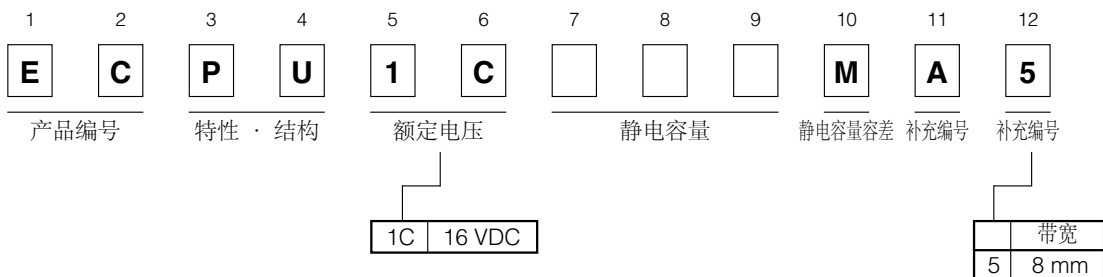 1 2 3 4 5 6 7 8 9 10 11 12
E C P U 1 C M A 5
产品编号 特性 · 结构 额定电压 静电容量 静电容量容差 补充编号 补充编号
1C 16 VDC
带宽
5 8 mm